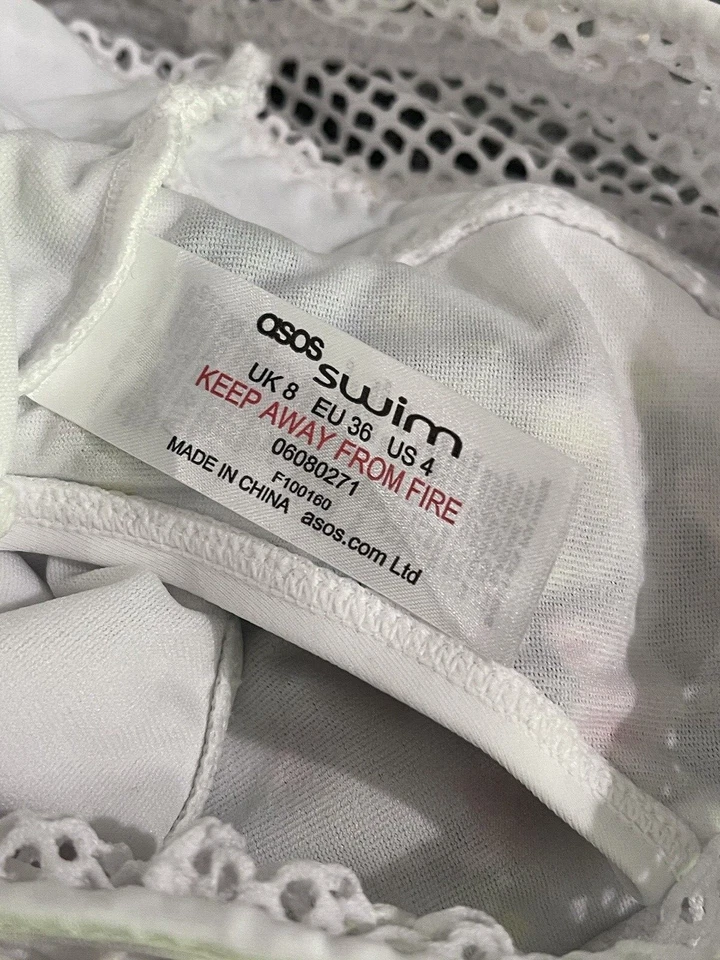 asos swim
UK 8 EU 36 US 4
KEEP AWAY FROM FIRE
06080271
F100160
MADE IN CHINA asos.com Ltd